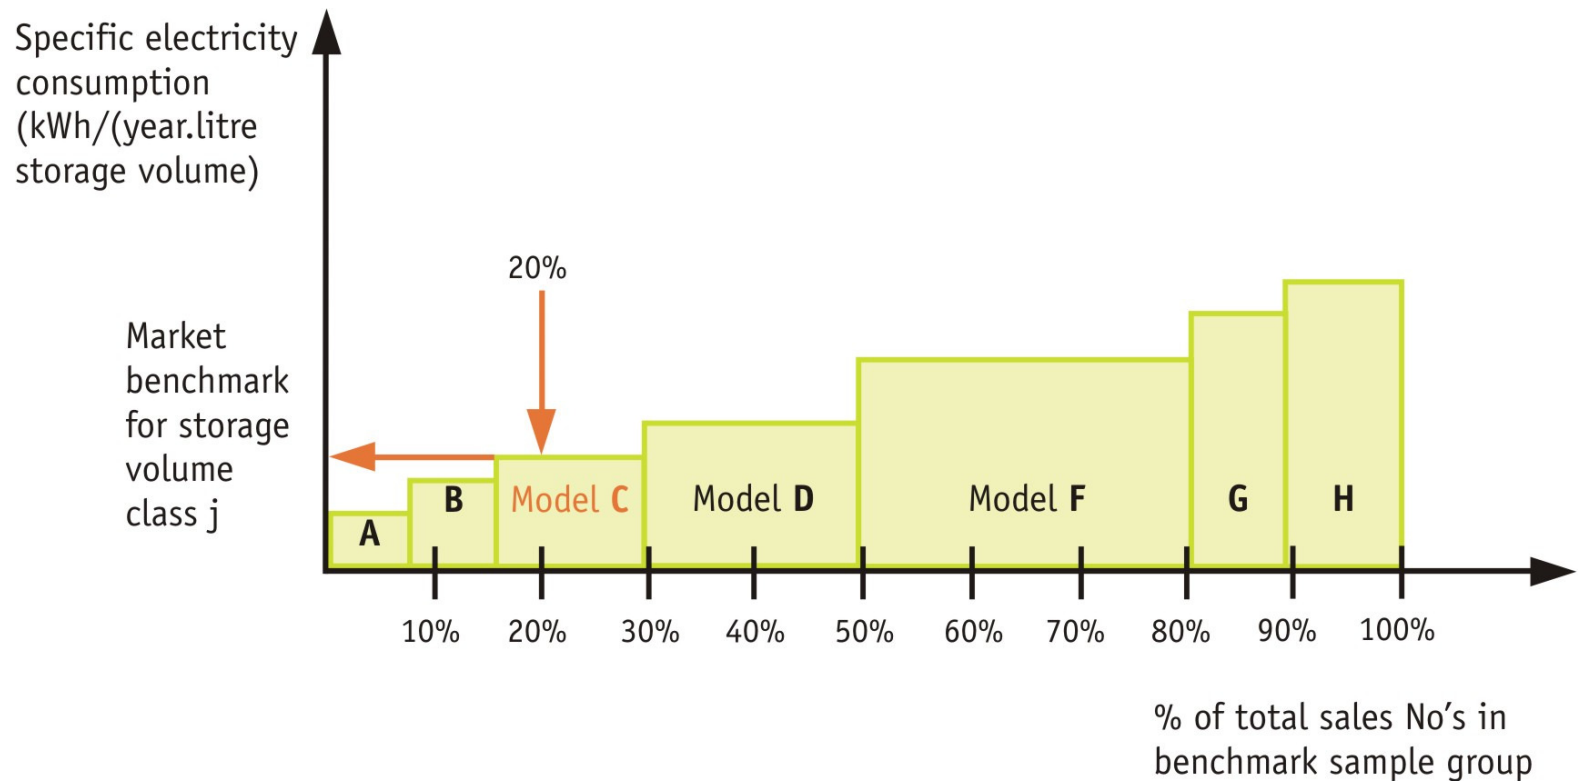 Specific electricity
consumption
(kWh/(year.litre
storage volume)
20%
Market
benchmark
for storage
volume
class j
A
B
Model C
Model D
Model F
G
H
10%
20%
30%
40%
50%
60%
70%
80%
90%
100%
% of total sales No's in
benchmark sample group